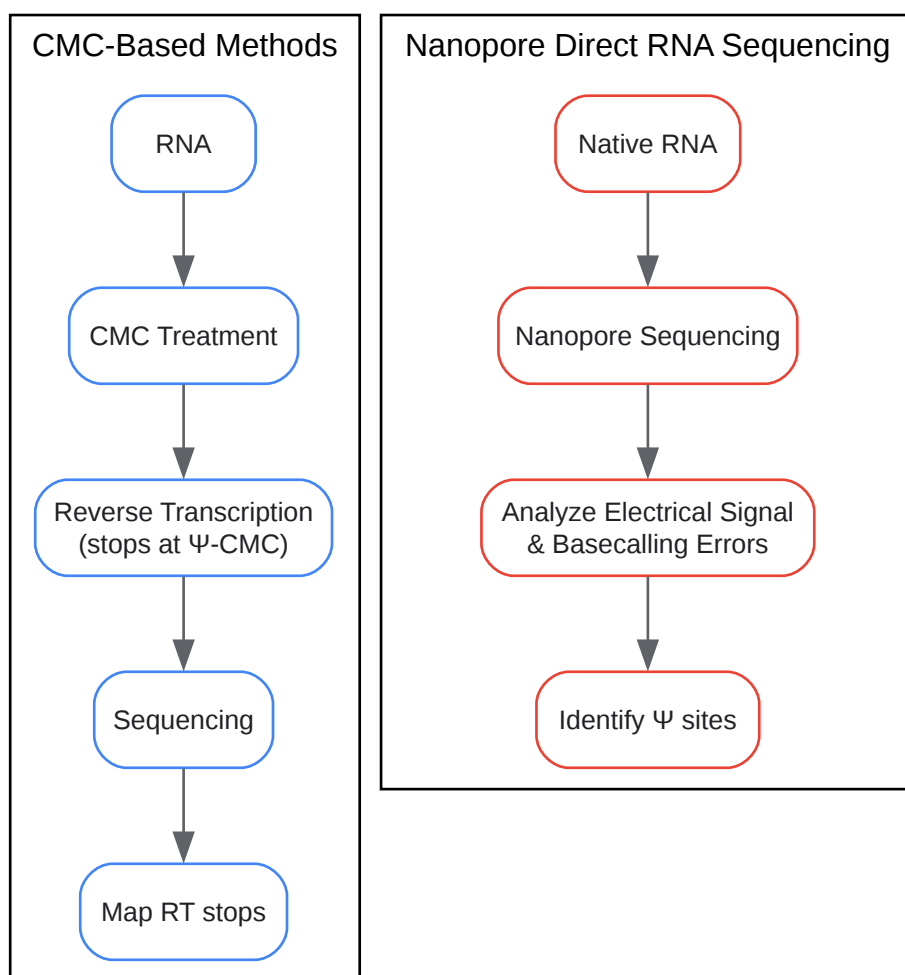 CMC-Based Methods
RNA
CMC Treatment
Reverse Transcription
(stops at Ψ-CMC)
Sequencing
Map RT stops
Nanopore Direct RNA Sequencing
Native RNA
Nanopore Sequencing
Analyze Electrical Signal
& Basecalling Errors
Identify Ψ sites